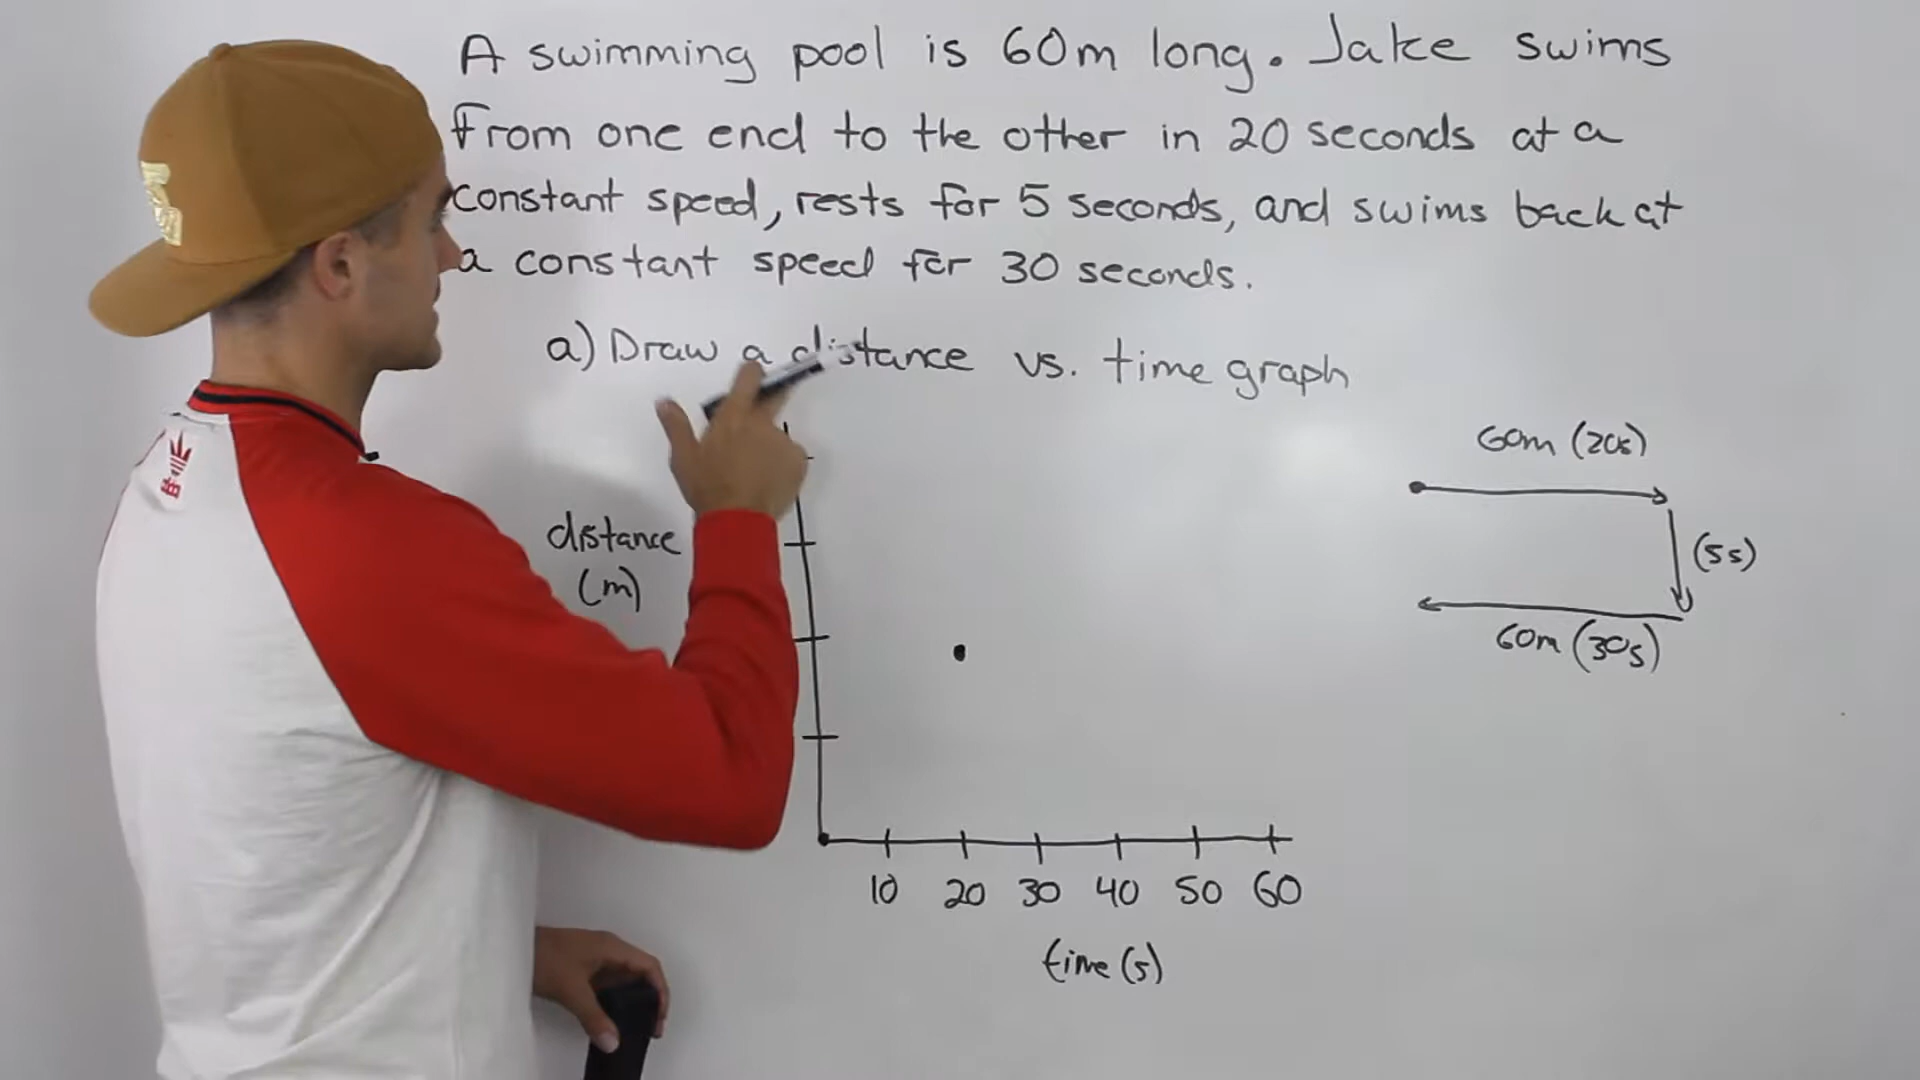 A swimming pool is 60m long. Jake swims
from one end to the other in 20 seconds at a
constant speed, rests for 5 seconds, and swims back at
a constant speed for 30 seconds.
a) Draw a distance vs. time graph
60m (20s)
distance
(m)
(5s)
60m (30s)
10 20 30 40 50 60
time (s)